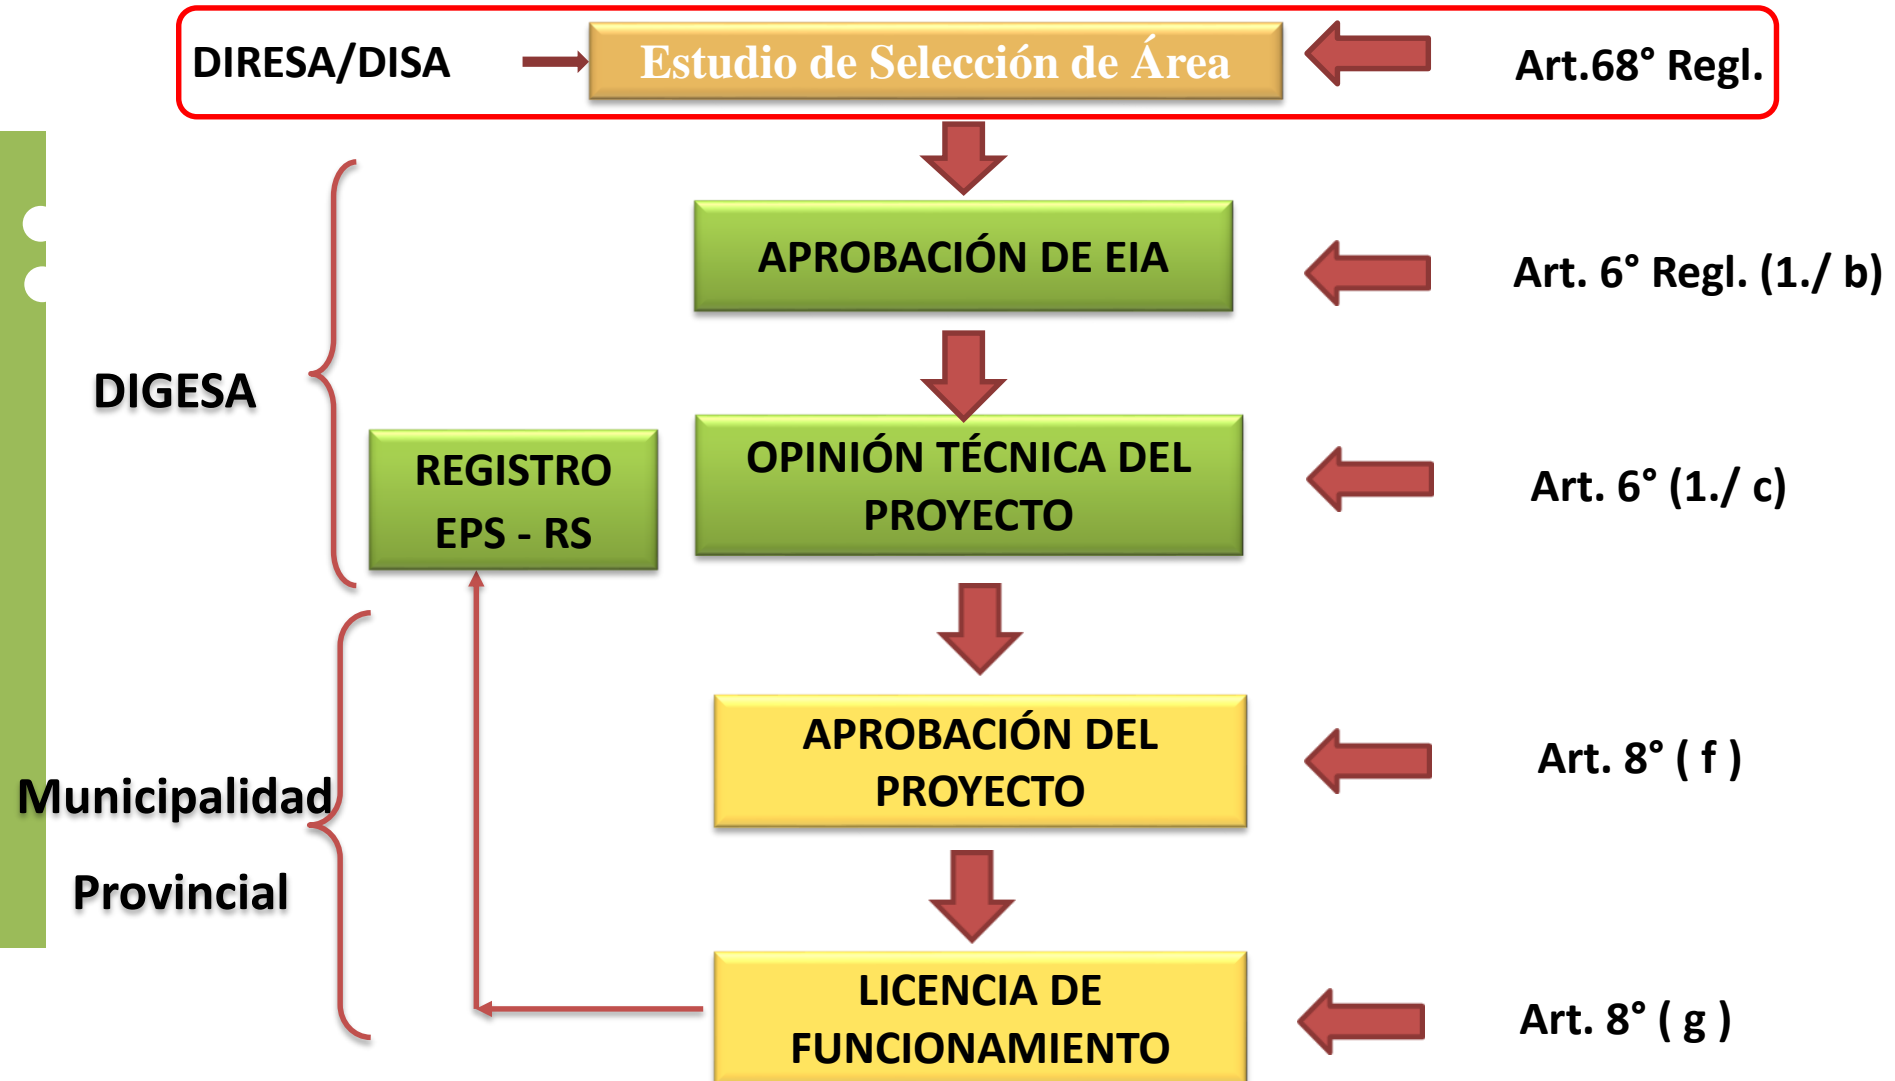 DIRESA/DISA
Estudio de Selección de Área
Art.68° Regl.
APROBACIÓN DE EIA
Art. 6° Regl. (1./ b)
DIGESA
REGISTRO
EPS - RS
OPINIÓN TÉCNICA DEL
PROYECTO
Art. 6° (1./ c)
Municipalidad
Provincial
APROBACIÓN DEL
PROYECTO
Art. 8° ( f )
LICENCIA DE
FUNCIONAMIENTO
Art. 8° ( g )